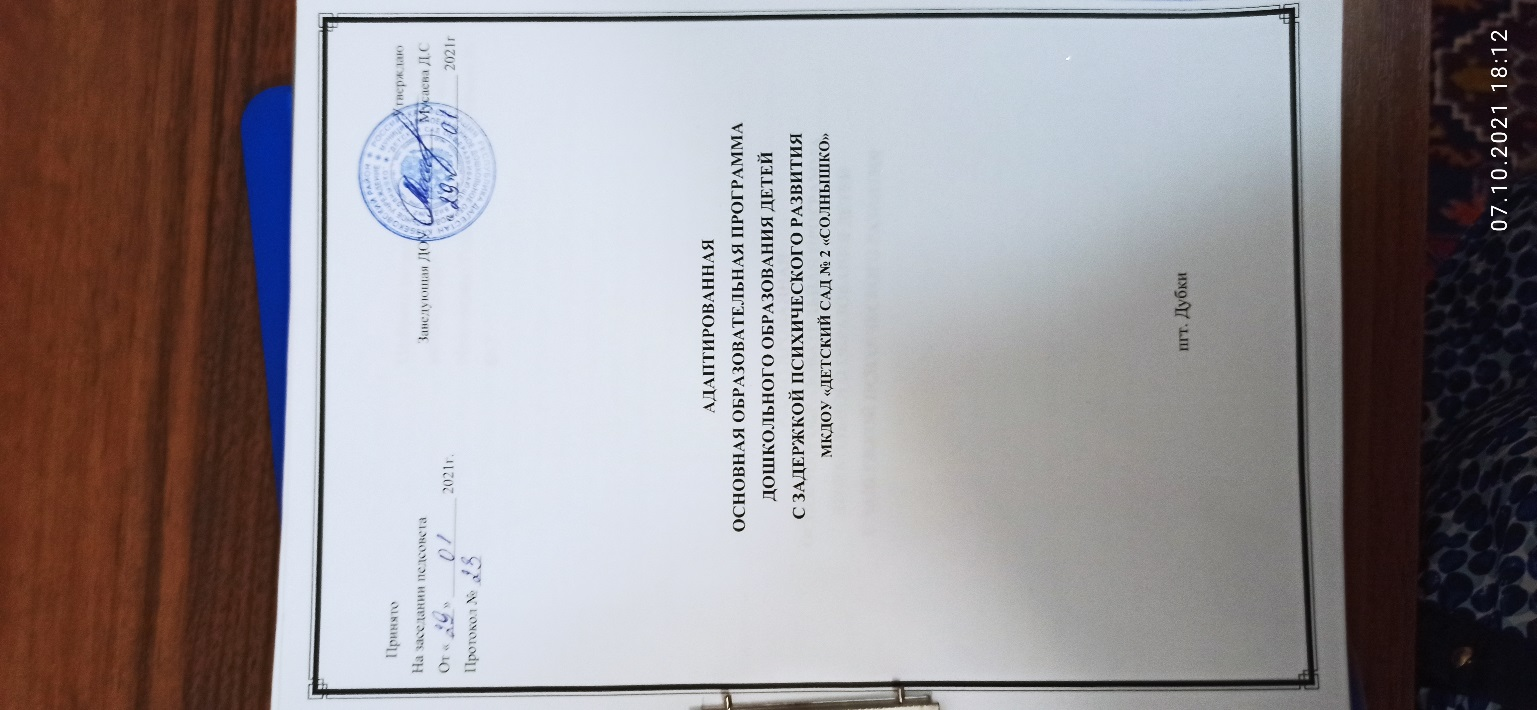 Принято
На заседании педсовета
От « 29 » 01 2021г.
Протокол № 23
Утверждаю
Заведующая ДОУ Мусаева Д.С
« 29 » 01 2021г
АДАПТИРОВАННАЯ
ОСНОВНАЯ ОБРАЗОВАТЕЛЬНАЯ ПРОГРАММА
ДОШКОЛЬНОГО ОБРАЗОВАНИЯ ДЕТЕЙ
С ЗАДЕРЖКОЙ ПСИХИЧЕСКОГО РАЗВИТИЯ
МКДОУ «ДЕТСКИЙ САД № 2 «СОЛНЫШКО»
пгт. Дубки
07.10.2021 18:12